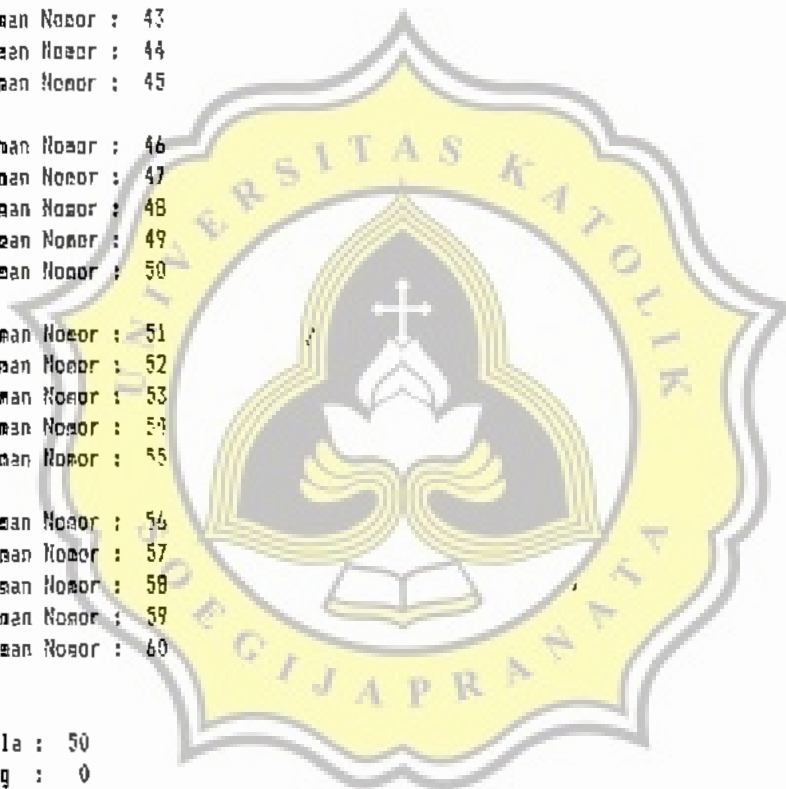 man Nomor : 43
man Nomor : 44
man Nomor : 45
man Nomor : 46
man Nomor : 47
man Nomor : 48
man Nomor : 49
man Nomor : 50
man Nomor : 51
man Nomor : 52
man Nomor : 53
man Nomor : 54
man Nomor : 55
man Nomor : 56
man Nomor : 57
man Nomor : 58
man Nomor : 59
man Nomor : 60
la : 50
g : 0
UNIVERSITAS KATOLIK
SOEGIJAPRANATA